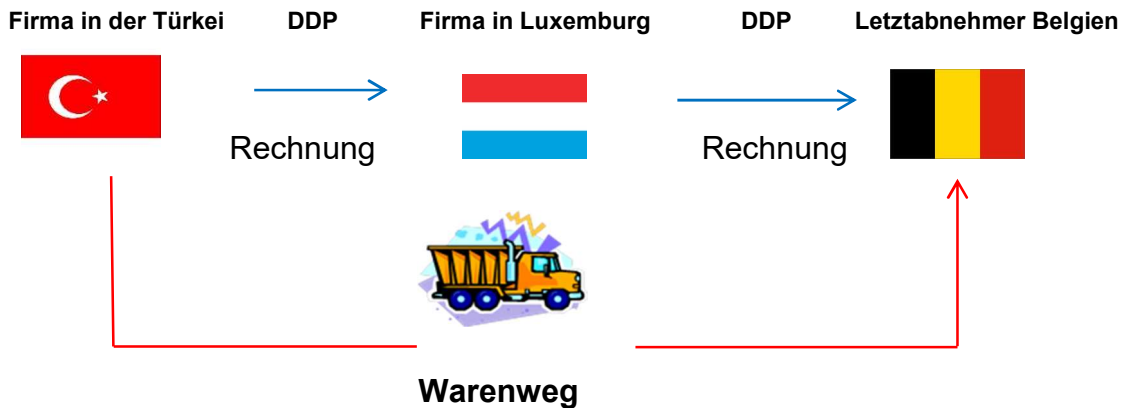 Firma in der Türkei DDP Firma in Luxemburg DDP Letztabnehmer Belgien
Rechnung Rechnung
Warenweg